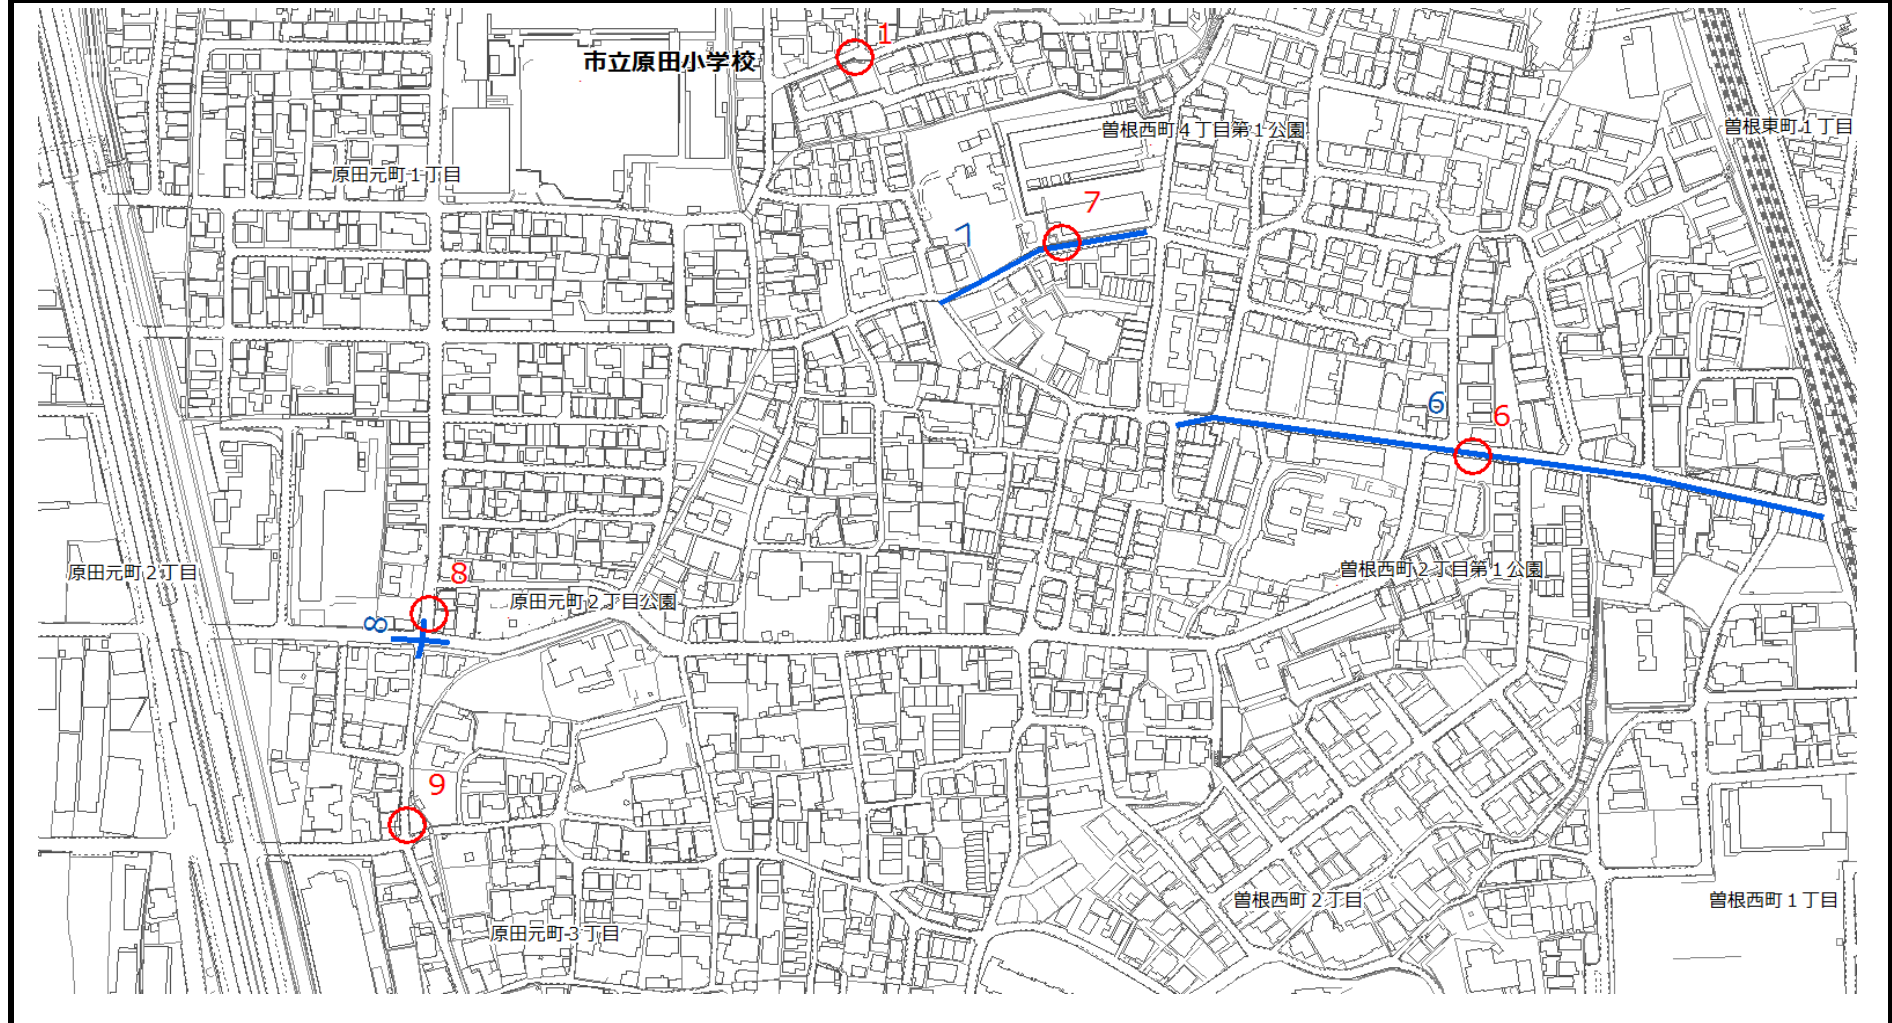 1
市立原田小学校
曽根東町１丁目
曽根西町４丁目第１公園
原田元町１丁目
7
7
6
6
原田元町２丁目
曽根西町２丁目第１公園
8
原田元町２丁目公園
8
9
曽根西町２丁目
曽根西町１丁目
原田元町３丁目